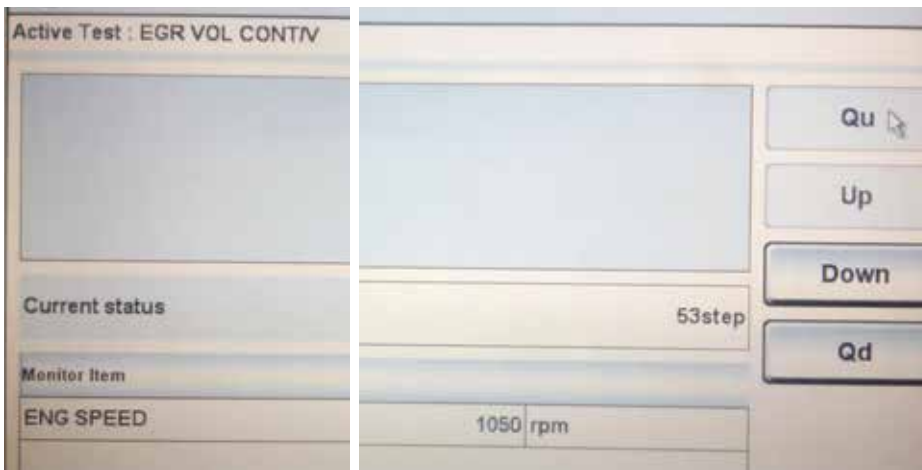 Active Test : EGR VOL CONT/V
Qu
Up
Down
Current status 53step
Qd
Monitor Item
ENG SPEED 1050 rpm